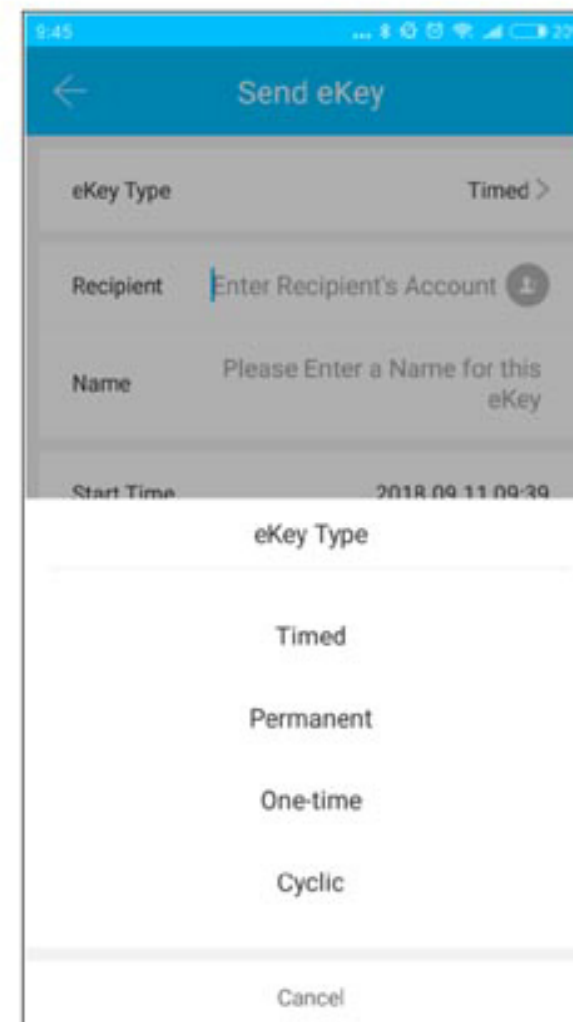 9:45
... 20
Send eKey
eKey Type Timed >
Recipient Enter Recipient's Account
Name Please Enter a Name for this
eKey
Start Time 2018.09.11 09:39
eKey Type
Timed
Permanent
One-time
Cyclic
Cancel